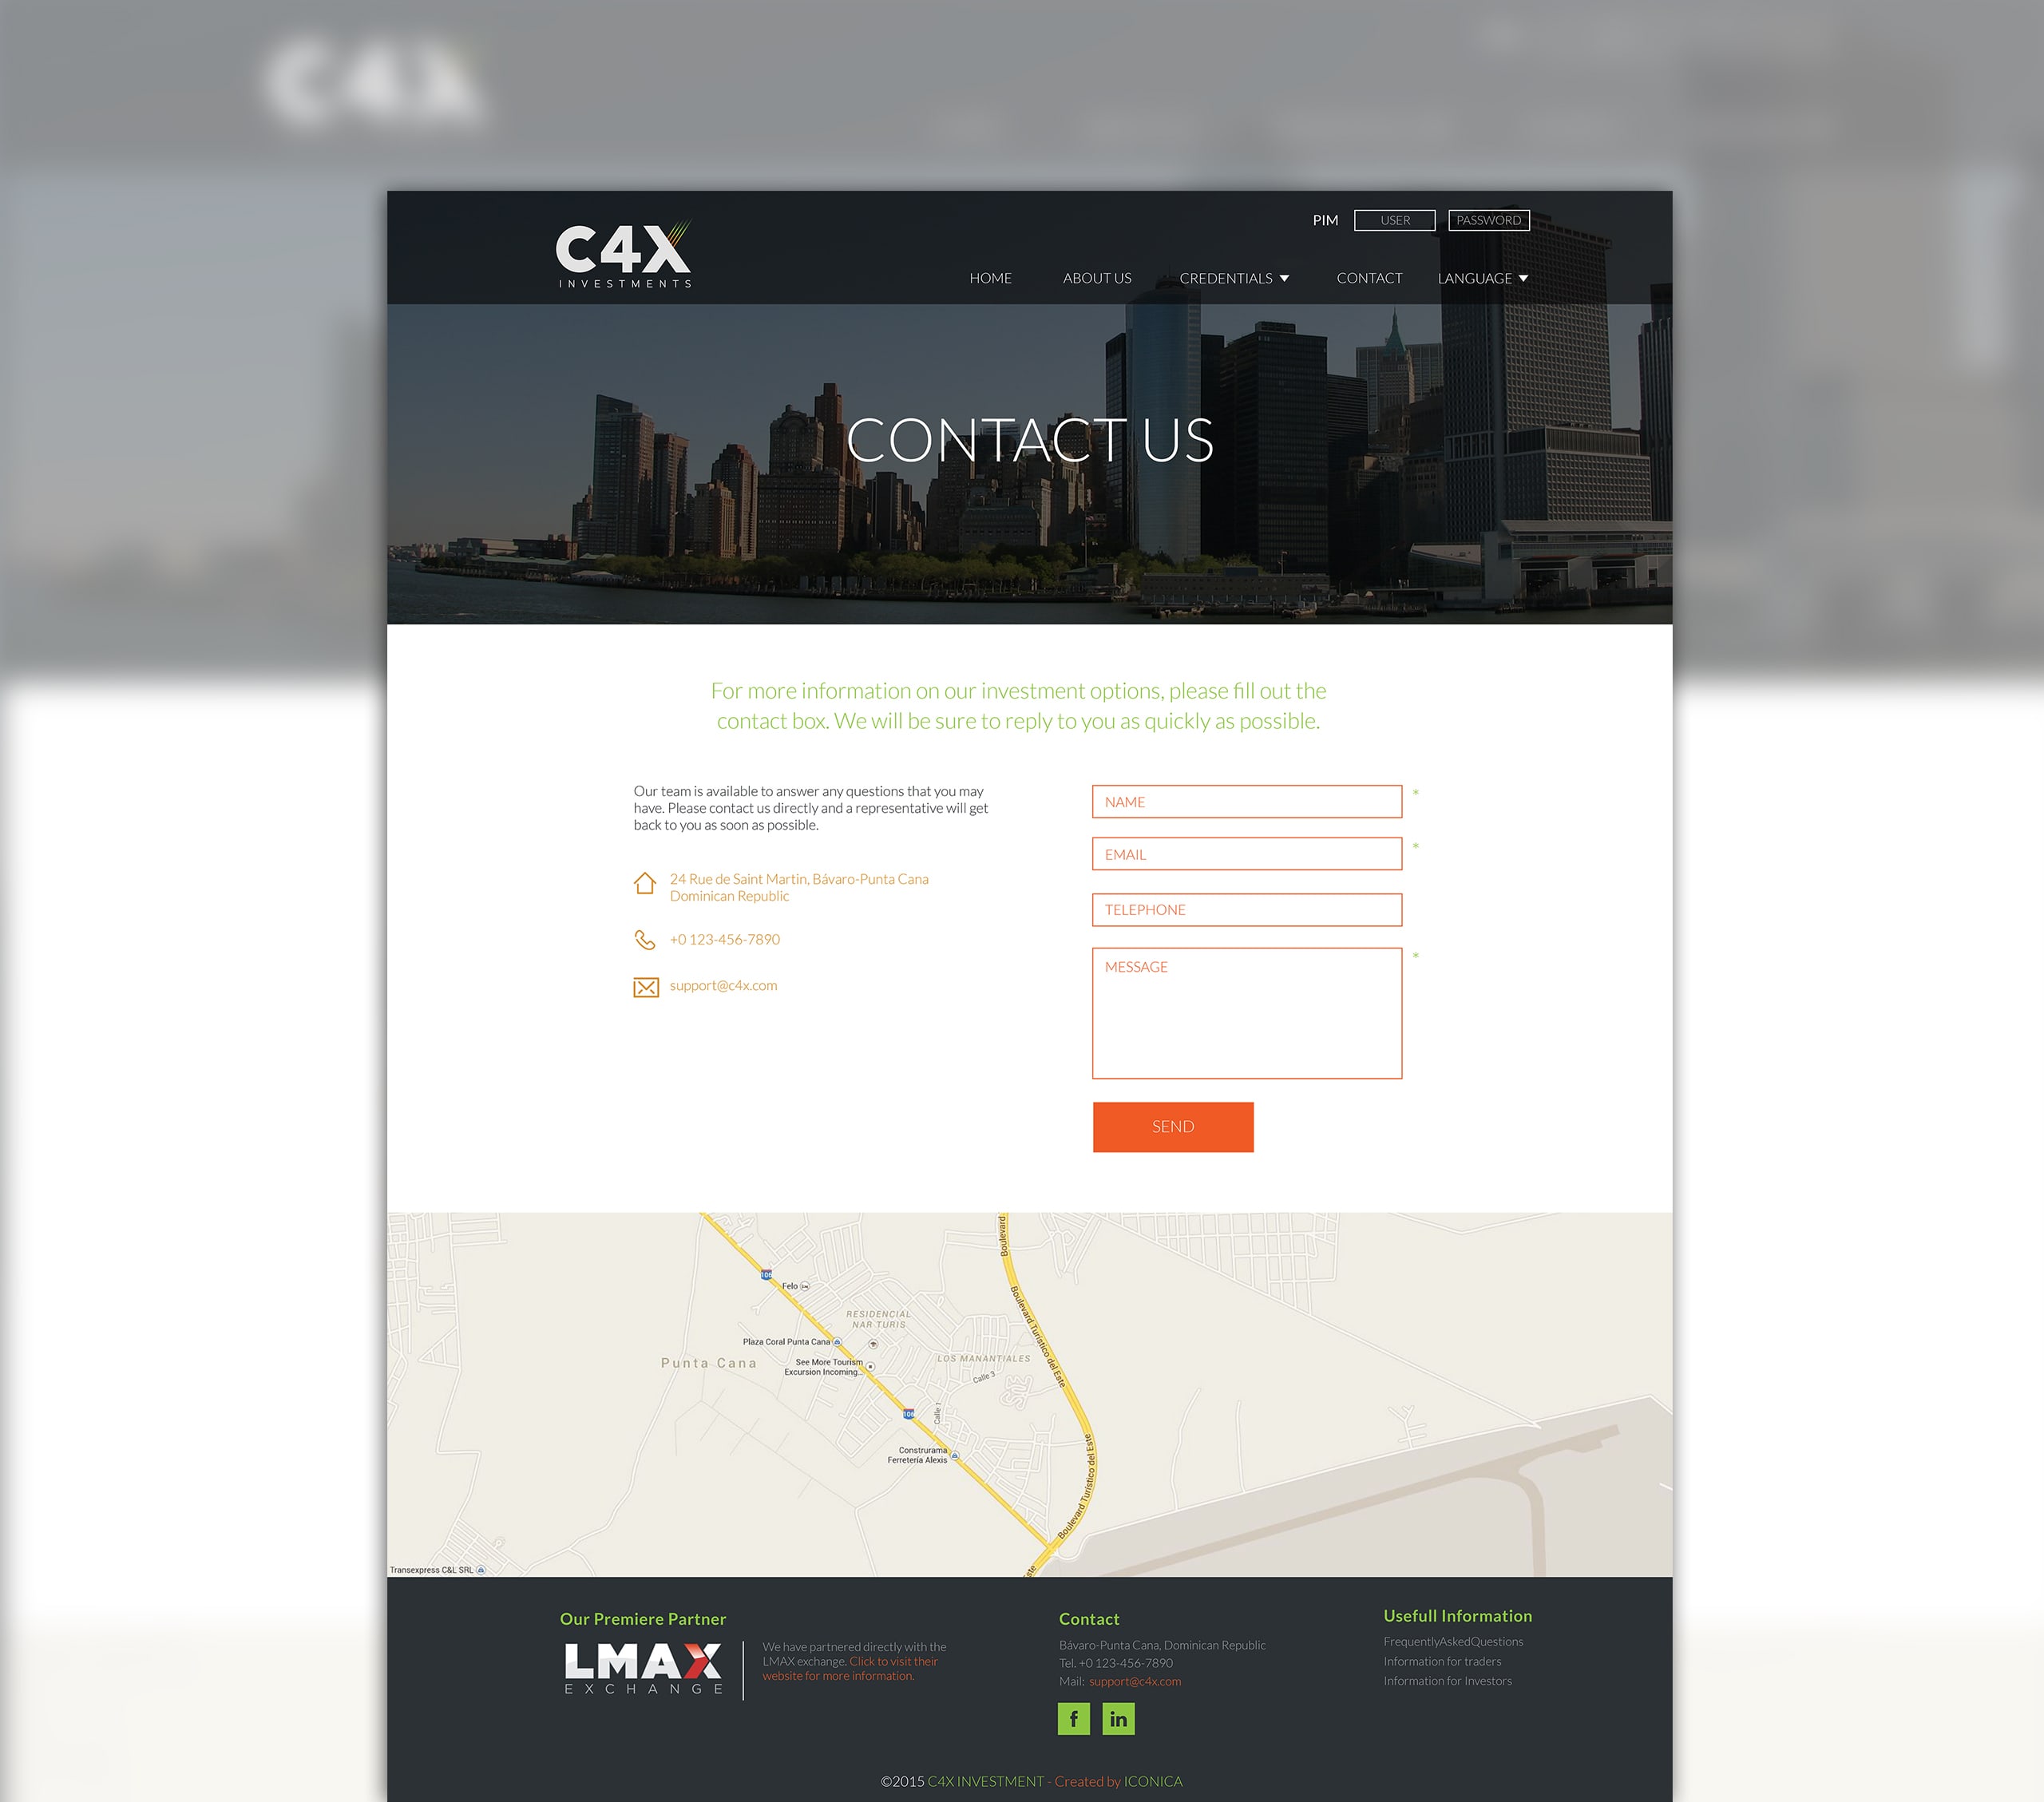 C4X
INVESTMENTS
PIM
USER
PASSWORD
HOME
ABOUT US
CREDENTIALS
CONTACT
LANGUAGE
CONTACT US
For more information on our investment options, please fill out the
contact box. We will be sure to reply to you as quickly as possible.
Our team is available to answer any questions that you may
have. Please contact us directly and a representative will get
back to you as soon as possible.
24 Rue de Saint Martin, Bávaro-Punta Cana
Dominican Republic
+0 123-456-7890
support@c4x.com
NAME *
EMAIL *
TELEPHONE
MESSAGE *
SEND
Boulevard
106
Felo
Boulevard Turístico del Este
RESIDENCIAL
NAR TURIS
Plaza Coral Punta Cana
Punta Cana
See More Tourism
Excursion Incoming...
LOS MANANTIALES
Calle 3
Calle 1
106
Construrama
Ferretería Alexis
Boulevard Turístico del Este
Transexpress C&L SRL
Este
Our Premiere Partner
LMAX
EXCHANGE
We have partnered directly with the
LMAX exchange. Click to visit their
website for more information.
Contact
Bávaro-Punta Cana, Dominican Republic
Tel. +0 123-456-7890
Mail: support@c4x.com
f
in
Usefull Information
FrequentlyAskedQuestions
Information for traders
Information for Investors
©2015 C4X INVESTMENT - Created by ICONICA